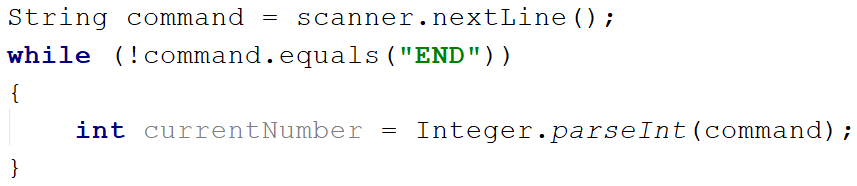 String command = scanner.nextLine();
while (!command.equals("END"))
{
    int currentNumber = Integer.parseInt(command);
}